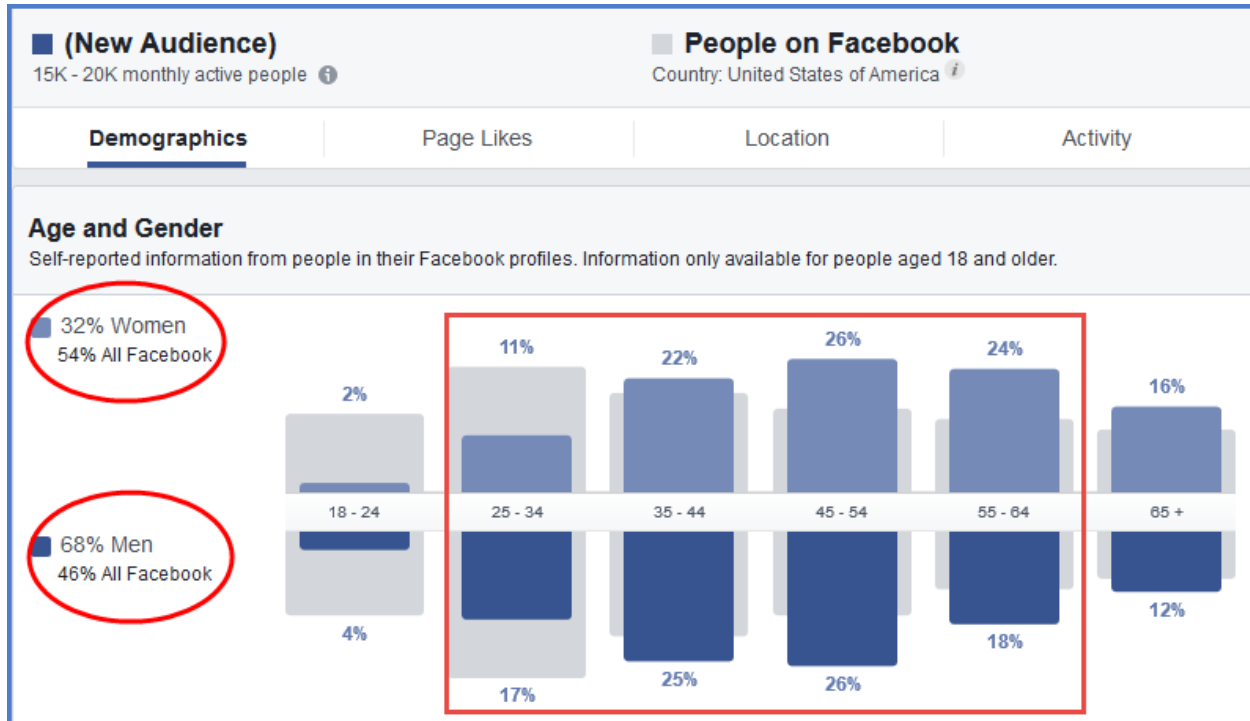 (New Audience)
15K - 20K monthly active people
People on Facebook
Country: United States of America
Demographics
Page Likes
Location
Activity
Age and Gender
Self-reported information from people in their Facebook profiles. Information only available for people aged 18 and older.
32% Women
54% All Facebook
2%
11%
22%
26%
24%
16%
18 - 24
25 - 34
35 - 44
45 - 54
55 - 64
65 +
68% Men
46% All Facebook
4%
17%
25%
26%
18%
12%